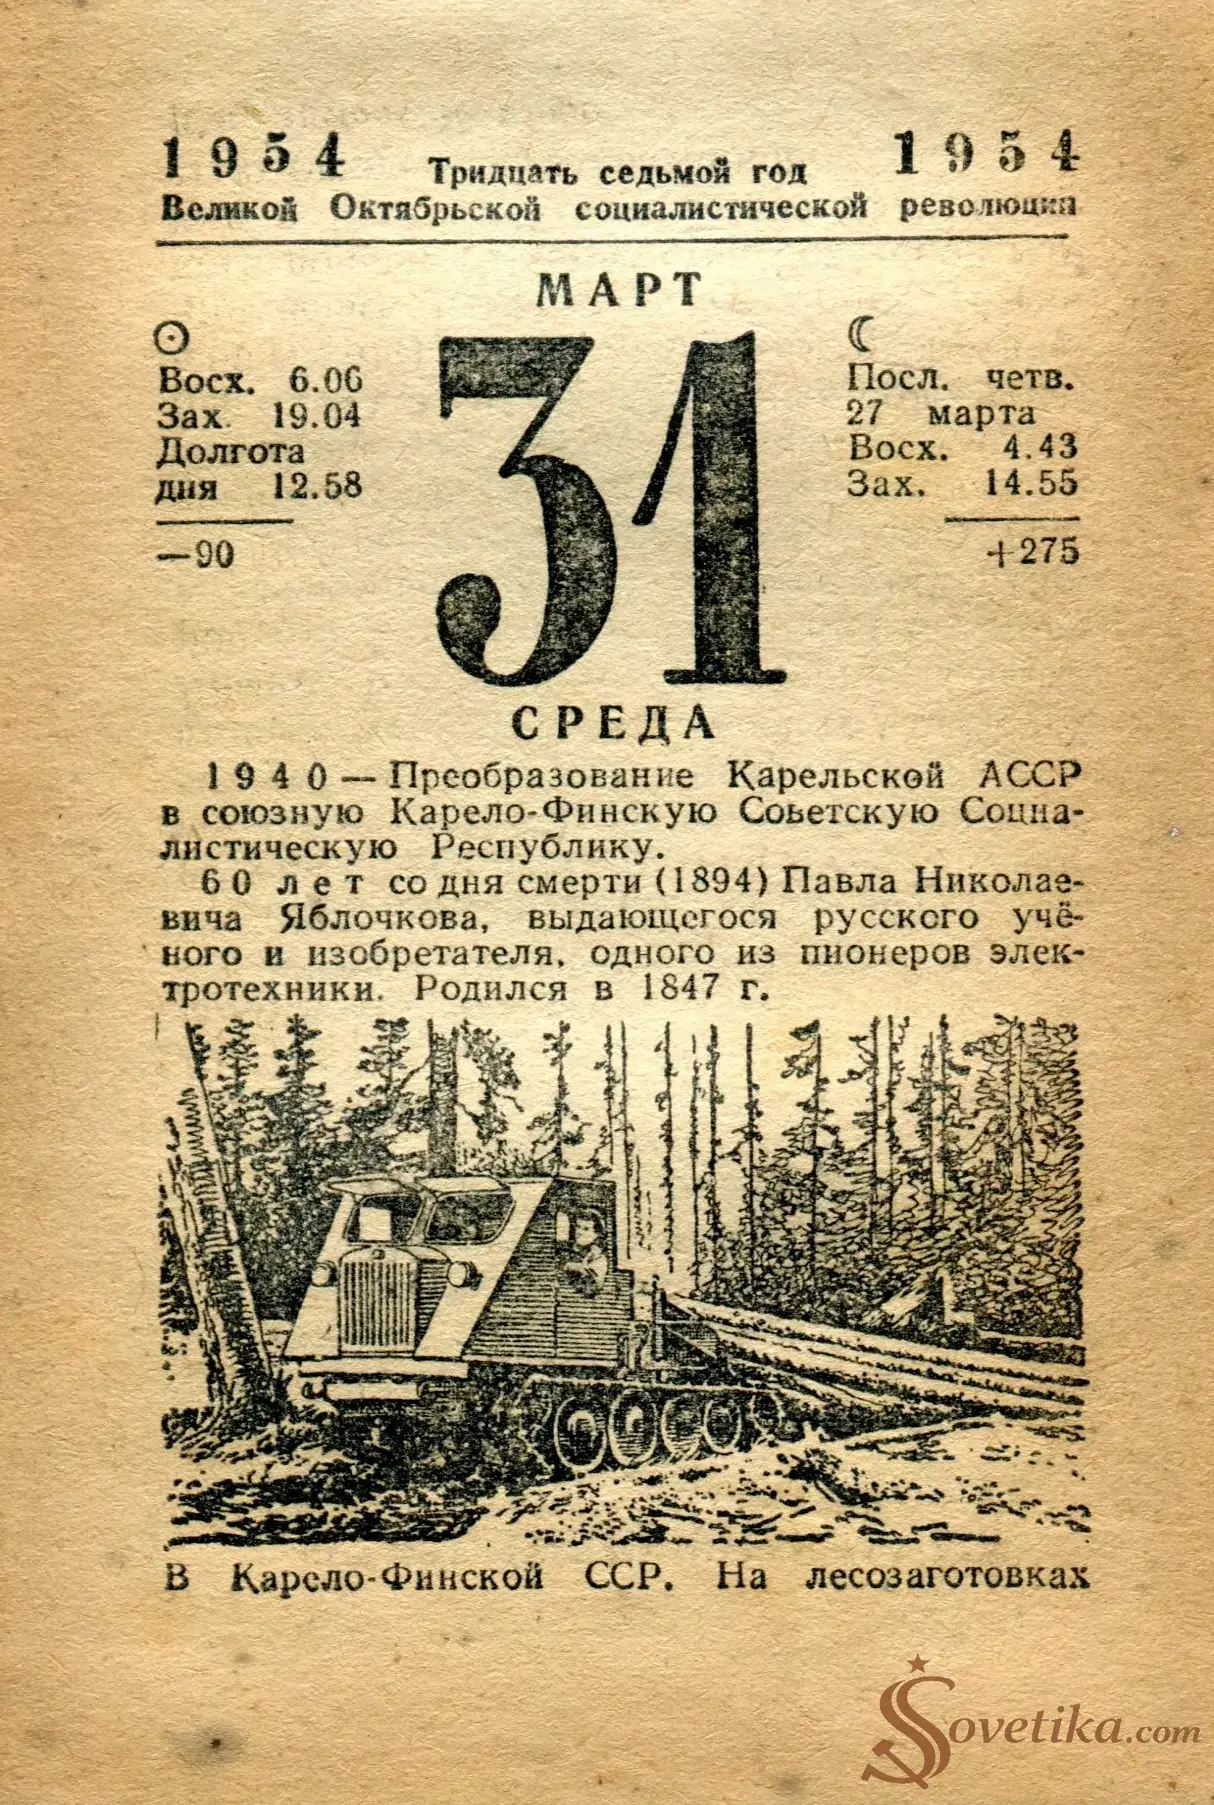 1954 Тридцать седьмой год 1954
Великой Октябрьской социалистической революции
МАРТ
31
Восх. 6.06
Зах. 19.04
Долгота
дня 12.58
—90
Посл. четв.
27 марта
Восх. 4.43
Зах. 14.55
+275
СРЕДА
1940 — Преобразование Карельской АССР
в союзную Карело-Финскую Советскую Социа-
листическую Республику.
60 лет со дня смерти (1894) Павла Николае-
вича Яблочкова, выдающегося русского учё-
ного и изобретателя, одного из пионеров элек-
тротехники. Родился в 1847 г.
В Карело-Финской ССР. На лесозаготовках
Sovetika.com